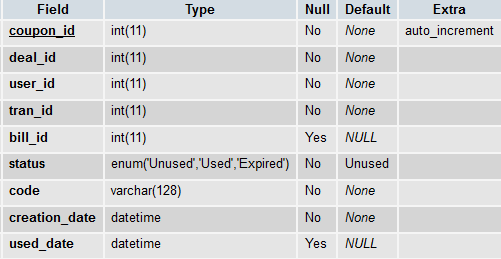 Field Type Null Default Extra
coupon_id int(11) No None auto_increment
deal_id int(11) No None
user_id int(11) No None
tran_id int(11) No None
bill_id int(11) Yes NULL
status enum('Unused','Used','Expired') No Unused
code varchar(128) No None
creation_date datetime No None
used_date datetime Yes NULL